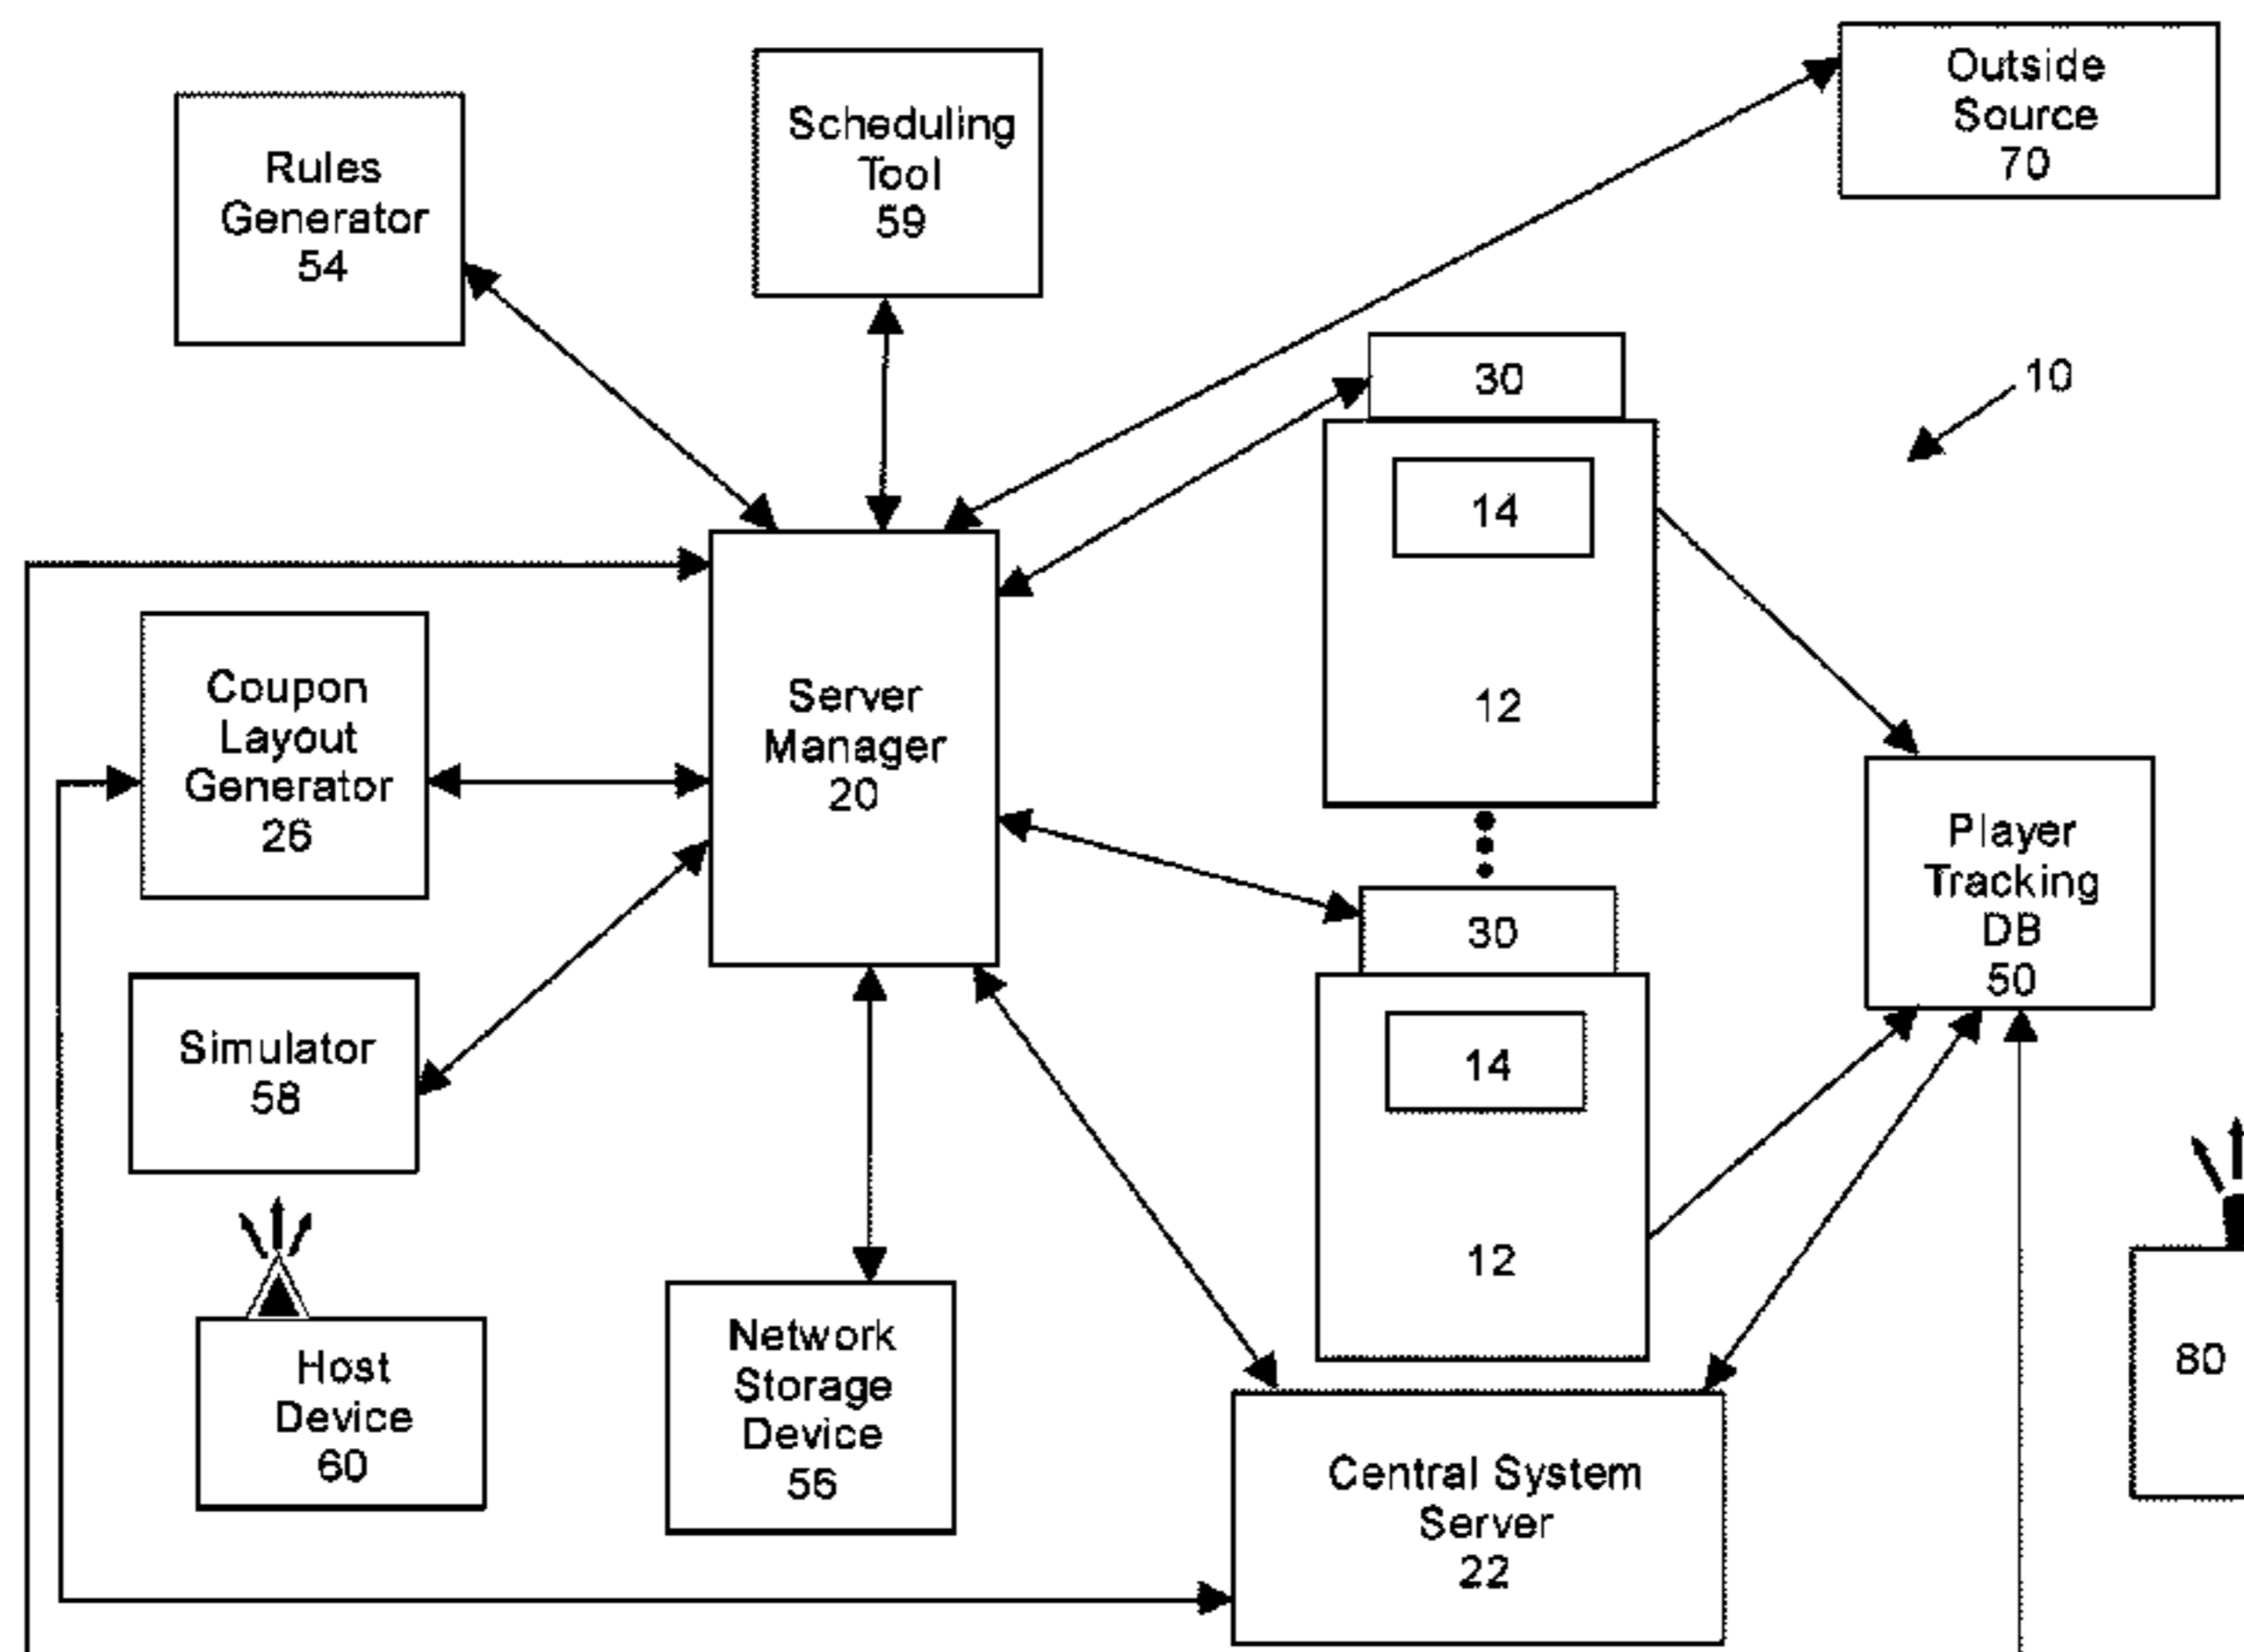 Outside
Source
70
Scheduling
Tool
59
Rules
Generator
54
30
10
14
12
Server
Manager
20
Coupon
Layout
Generator
26
Player
Tracking
DB
50
30
14
12
Simulator
58
Host
Device
60
Network
Storage
Device
56
80
Central System
Server
22